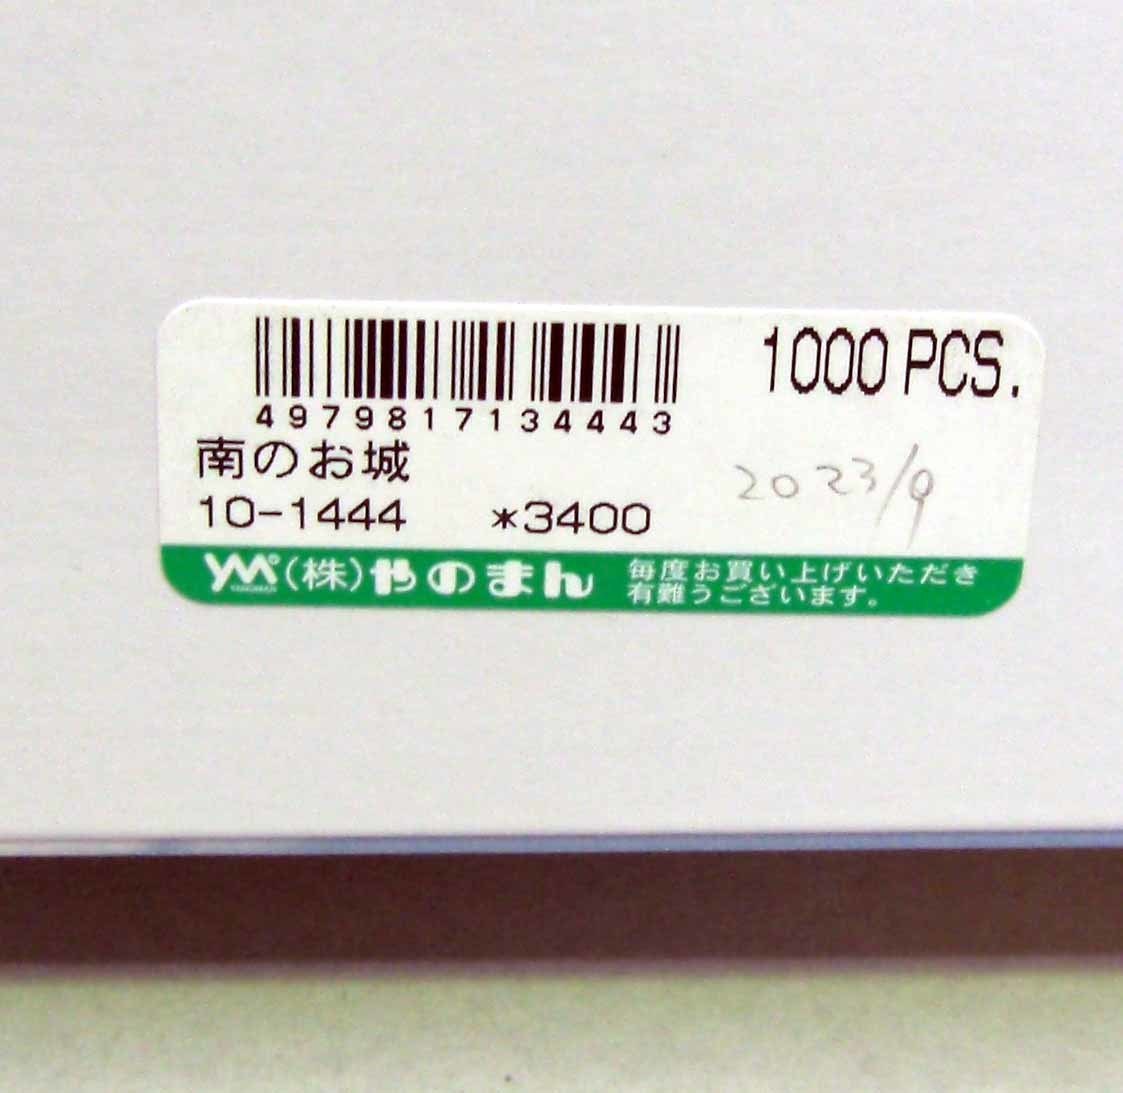 1000 PCS.
4979817134443
南のお城
2023/9
10-1444 *3400
YM (株)やのまん
毎度お買い上げいただき
有難うございます。